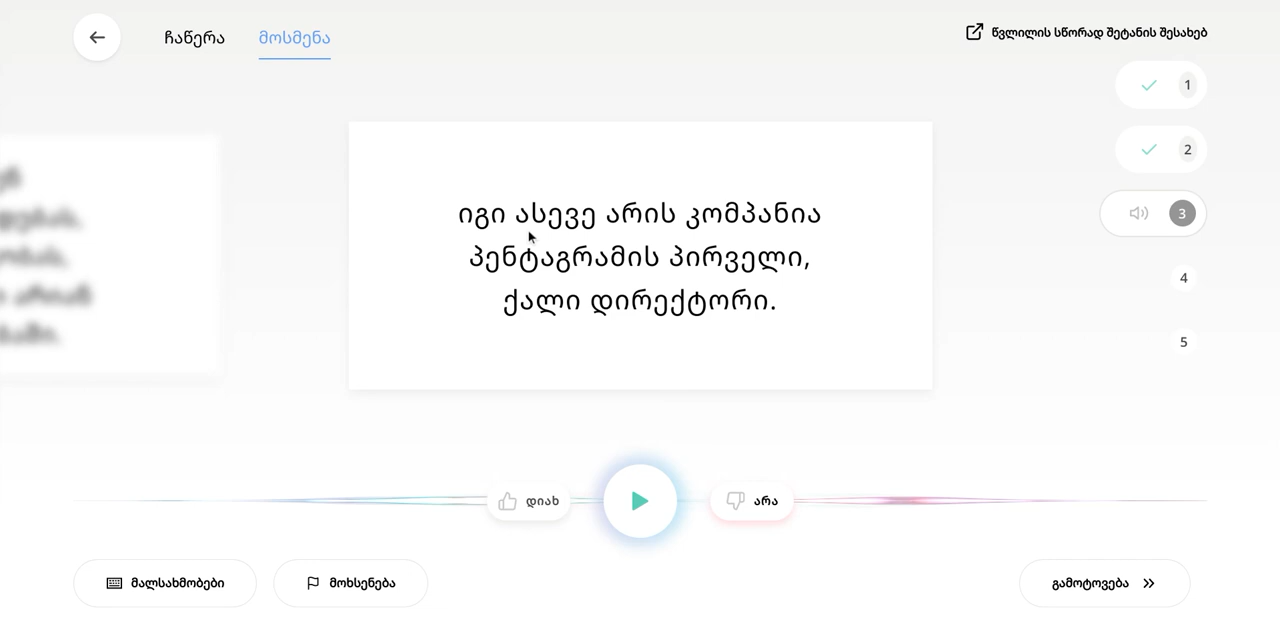 ჩაწერა
მოსმენა
წვლილის სწორად შეტანის შესახებ
1
2
3
4
5
იგი ასევე არის კომპანია
პენტაგრამის პირველი,
ქალი დირექტორი.
დიახ
არა
მალსახმობები
მოხსენება
გამოტოვება